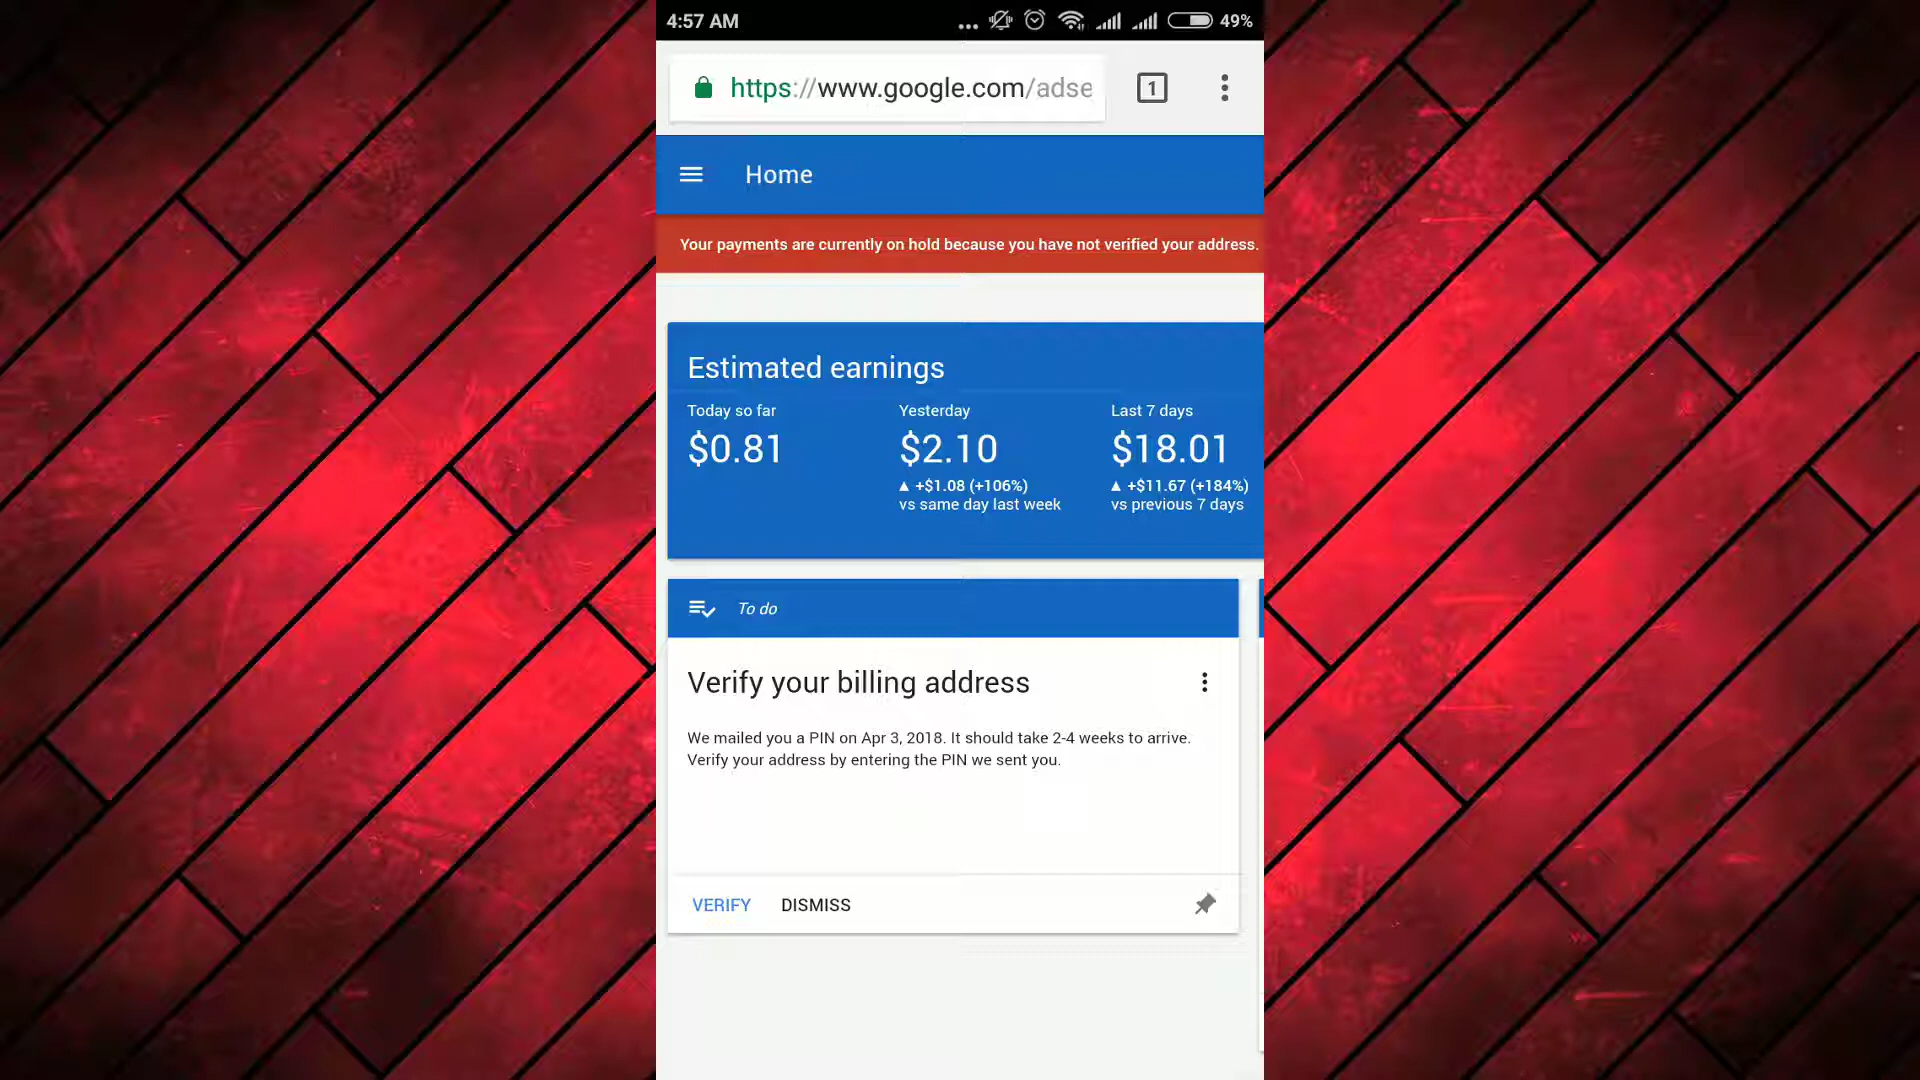 4:57 AM
49%
https://www.google.com/adse
1
Home
Your payments are currently on hold because you have not verified your address.
Estimated earnings
Today so far
$0.81
Yesterday
$2.10
▲ +$1.08 (+106%)
vs same day last week
Last 7 days
$18.01
▲ +$11.67 (+184%)
vs previous 7 days
To do
Verify your billing address
We mailed you a PIN on Apr 3, 2018. It should take 2-4 weeks to arrive.
Verify your address by entering the PIN we sent you.
VERIFY DISMISS